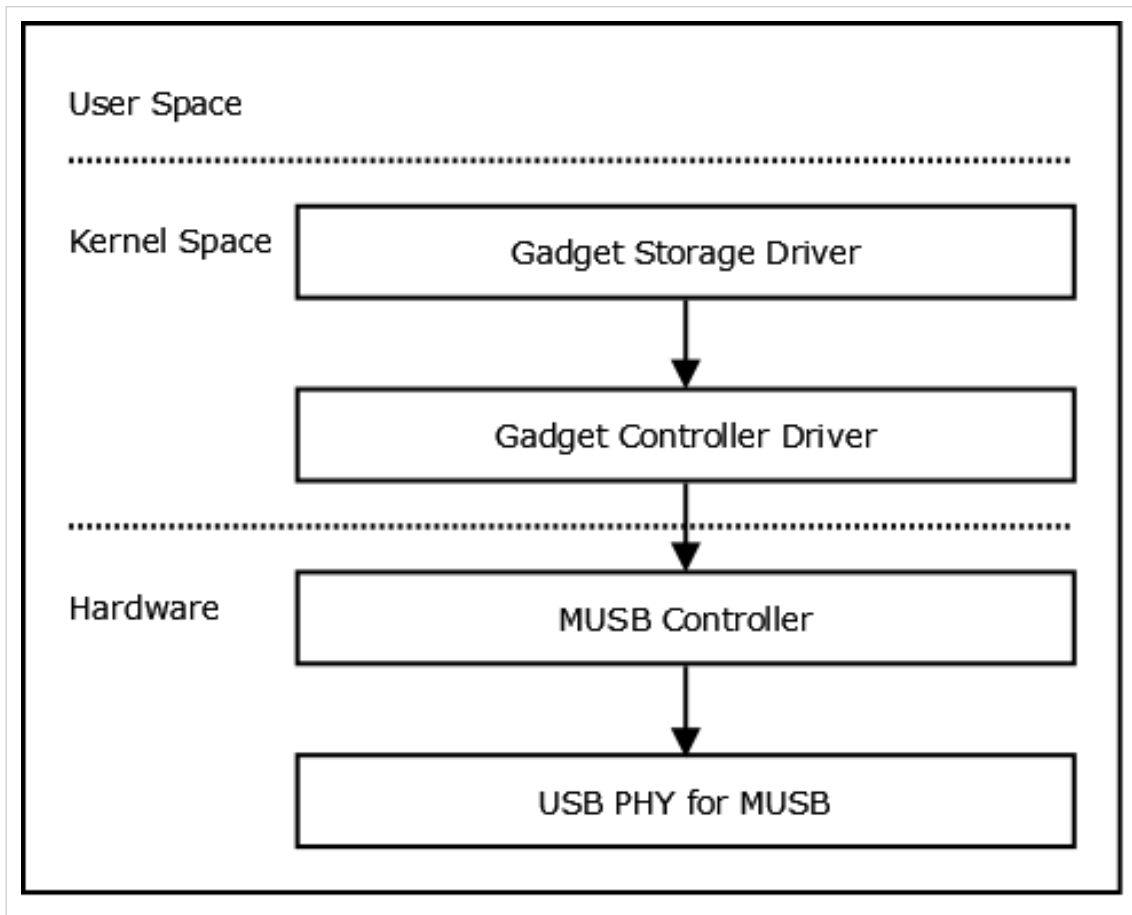 User Space
Kernel Space
Gadget Storage Driver
Gadget Controller Driver
Hardware
MUSB Controller
USB PHY for MUSB